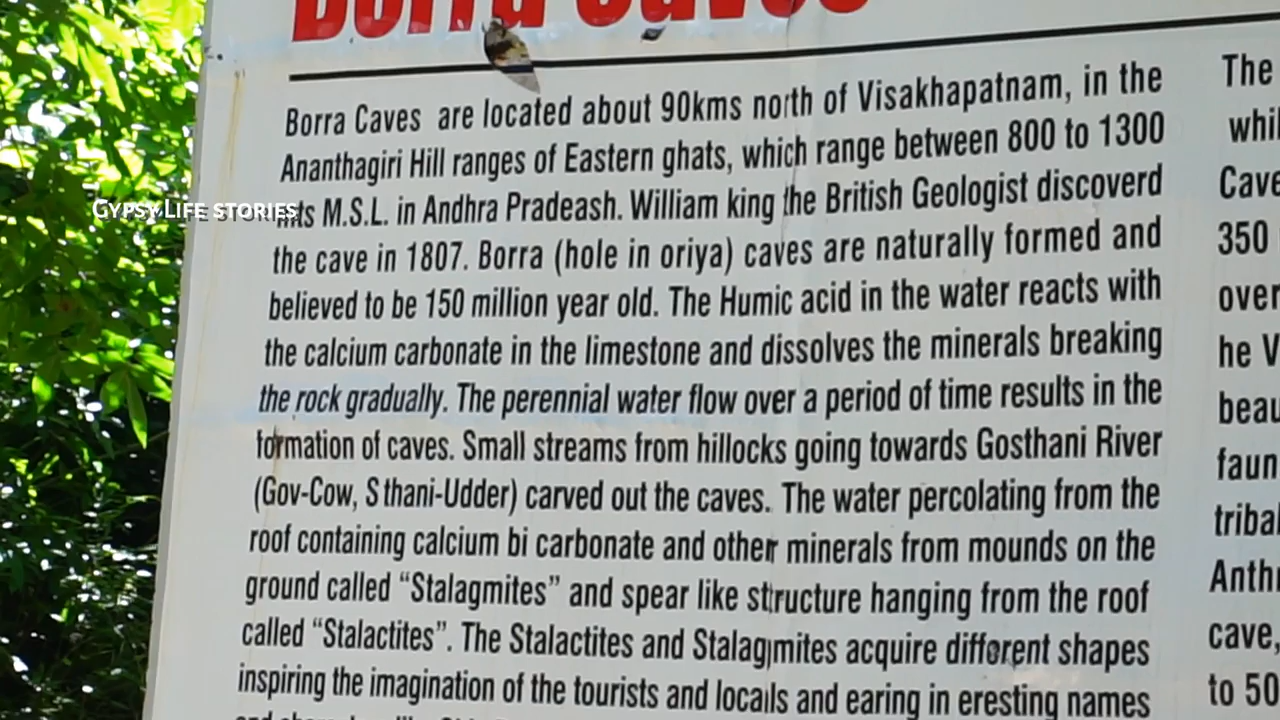 Borra Caves
Borra Caves are located about 90kms north of Visakhapatnam, in the
Ananthagiri Hill ranges of Eastern ghats, which range between 800 to 1300
mts M.S.L. in Andhra Pradeash. William king the British Geologist discoverd
the cave in 1807. Borra (hole in oriya) caves are naturally formed and
believed to be 150 million year old. The Humic acid in the water reacts with
the calcium carbonate in the limestone and dissolves the minerals breaking
the rock gradually. The perennial water flow over a period of time results in the
formation of caves. Small streams from hillocks going towards Gosthani River
(Gov-Cow, Sthani-Udder) carved out the caves. The water percolating from the
roof containing calcium bi carbonate and other minerals from mounds on the
ground called “Stalagmites” and spear like structure hanging from the roof
called “Stalactites”. The Stalactites and Stalagmites acquire different shapes
inspiring the imagination of the tourists and locals and earing in eresting names
GYPSY LIFE STORIES
The
whil
Cave
350
over
he V
beau
faun
tribal
Anthr
cave,
to 50